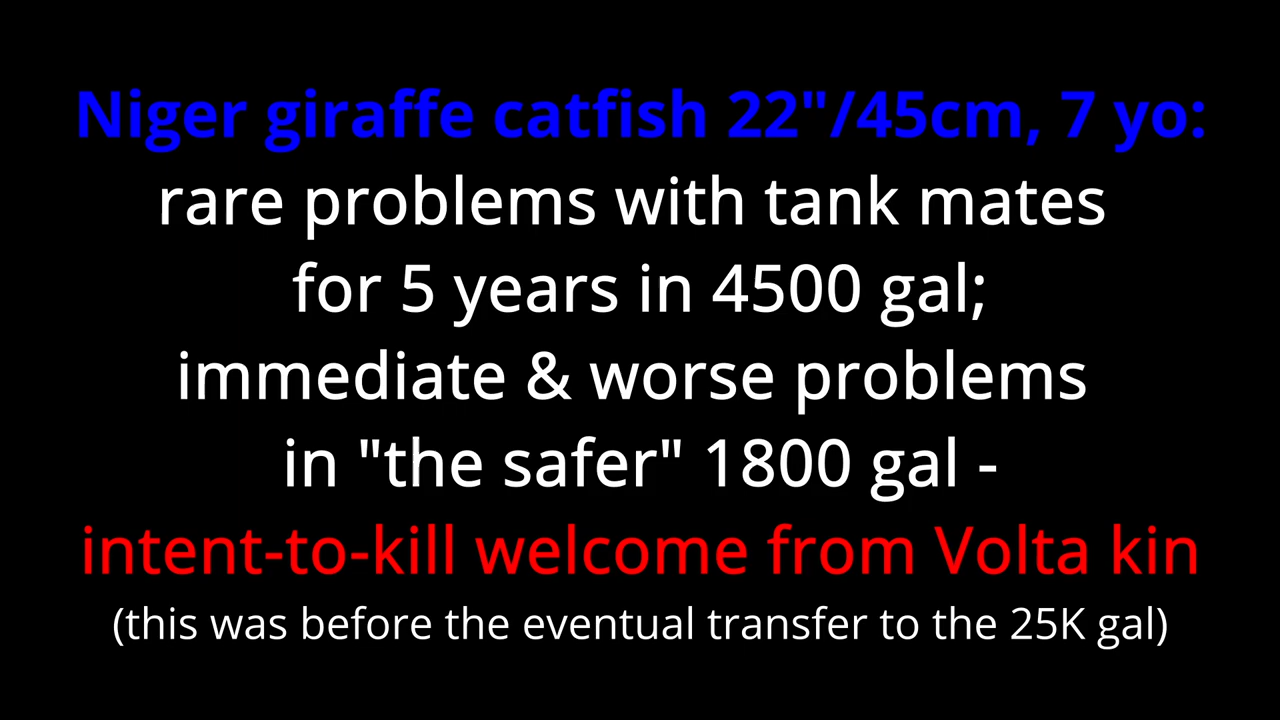 Niger giraffe catfish 22"/45cm, 7 yo:
rare problems with tank mates
for 5 years in 4500 gal;
immediate & worse problems
in "the safer" 1800 gal -
intent-to-kill welcome from Volta kin
(this was before the eventual transfer to the 25K gal)